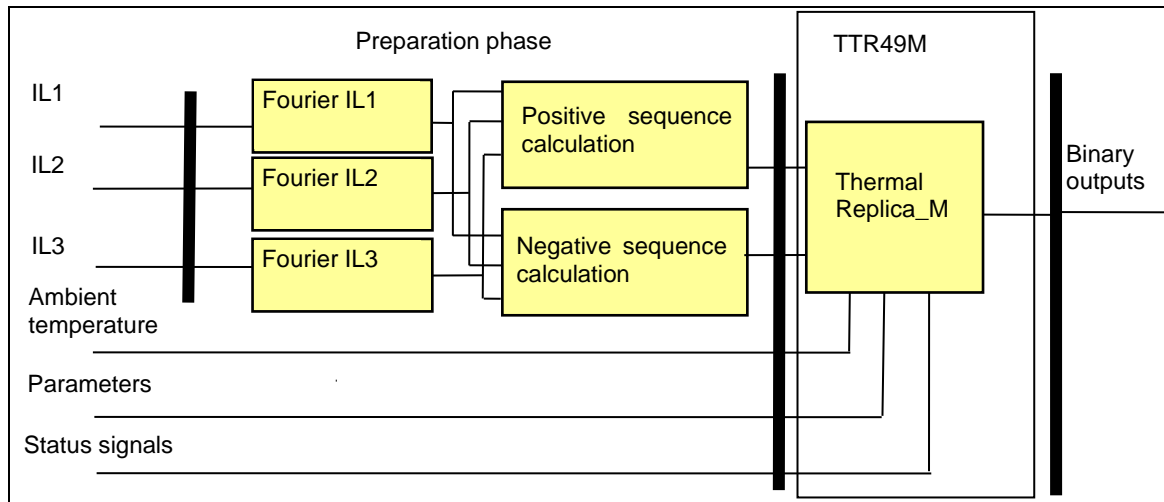 Preparation phase
TTR49M
IL1
IL2
IL3
Ambient
temperature
Parameters
Status signals
Fourier IL1
Fourier IL2
Fourier IL3
Positive sequence
calculation
Negative sequence
calculation
Thermal
Replica_M
Binary
outputs